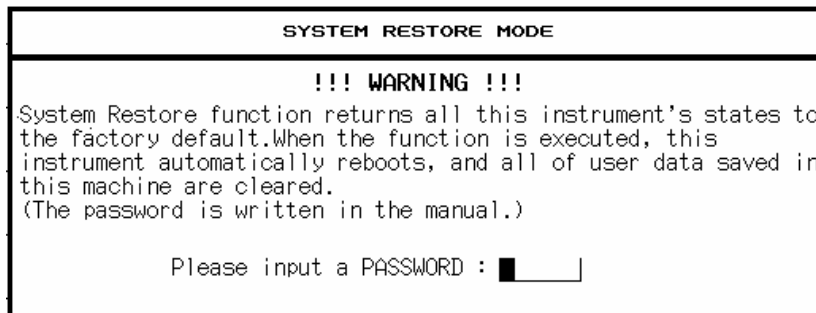 SYSTEM RESTORE MODE
!!! WARNING !!!
System Restore function returns all this instrument's states to
the factory default.When the function is executed, this
instrument automatically reboots, and all of user data saved in
this machine are cleared.
(The password is written in the manual.)
Please input a PASSWORD :